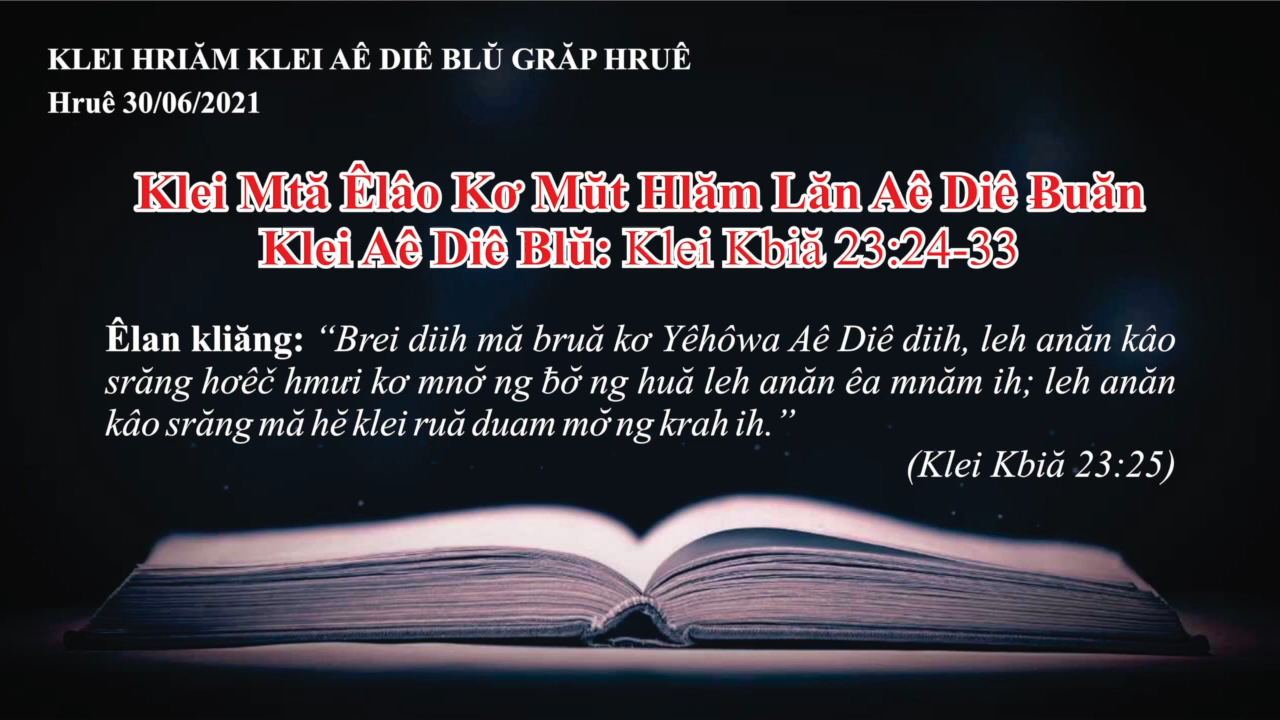 KLEI HRIĂM KLEI AÊ DIÊ BLŬ GRĂP HRUÊ
Hruê 30/06/2021
Klei Mtă Êlâo Kơ Mŭt Hlăm Lăn Aê Diê Ƀuăn
Klei Aê Diê Blŭ: Klei Kbiă 23:24-33
Êlan kliăng: “Brei diih mă bruă kơ Yêhôwa Aê Diê diih, leh anăn kâo
srăng hơêč hmưi kơ mnơ̆ ng ƀơ̆ ng huă leh anăn êa mnăm ih; leh anăn
kâo srăng mă hĕ klei ruă duam mơ̆ ng krah ih.”
(Klei Kbiă 23:25)